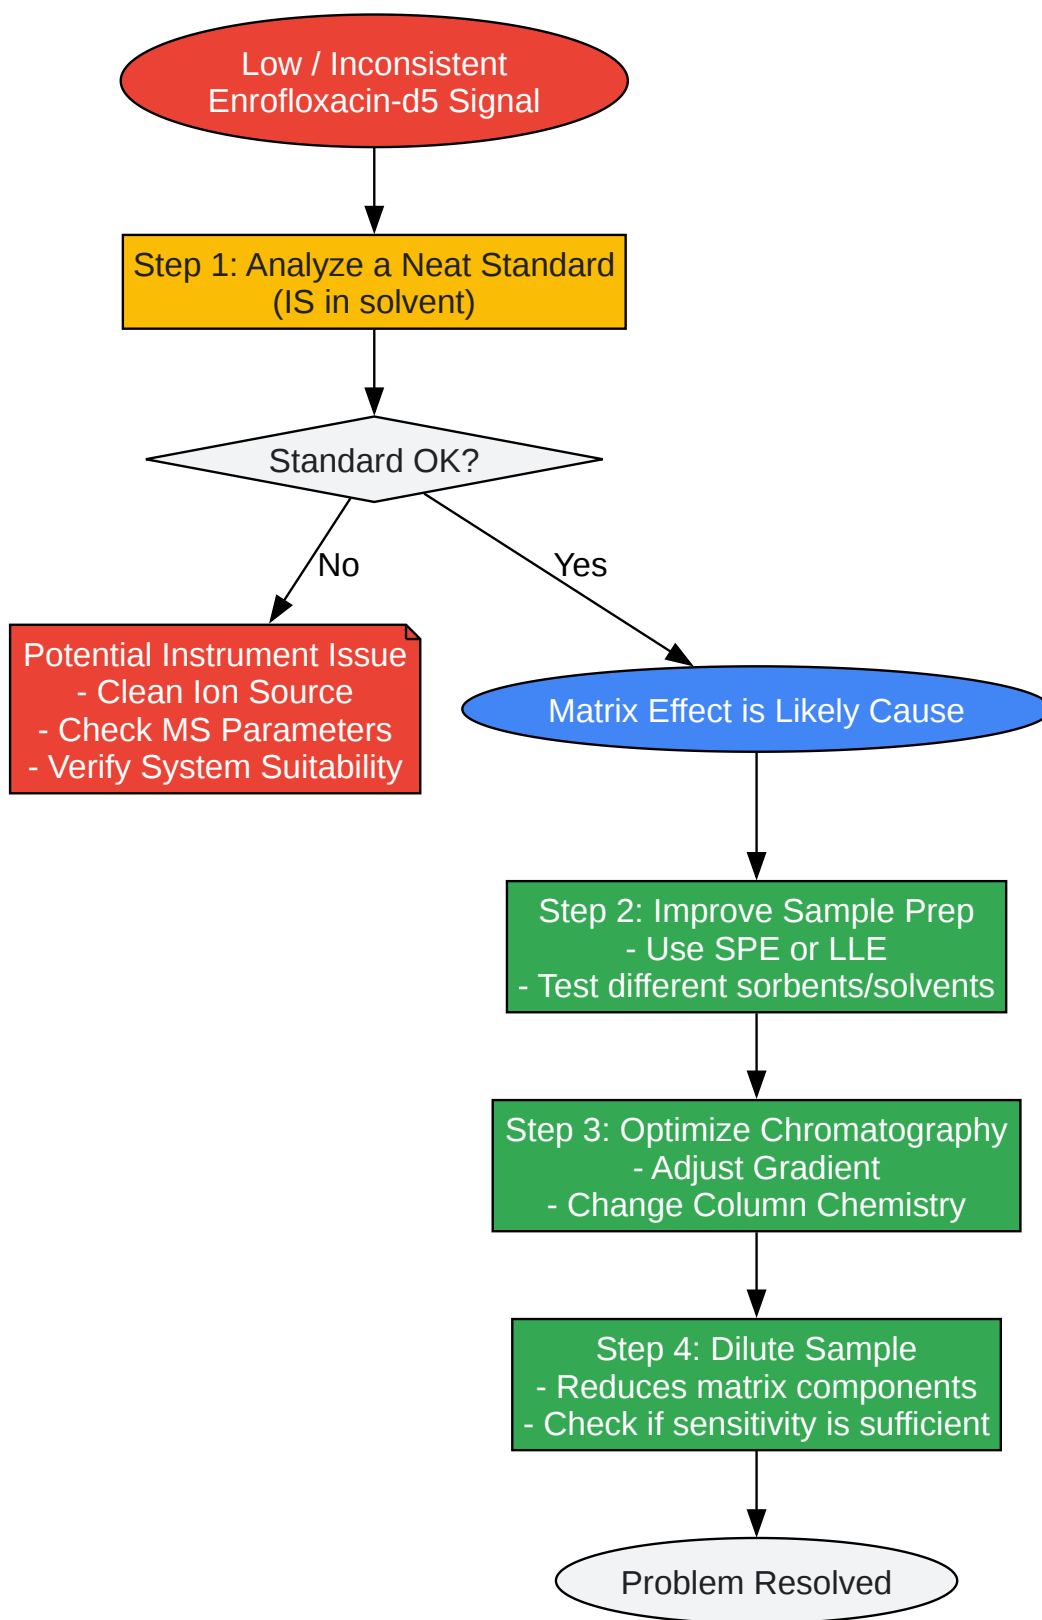 Low / Inconsistent
Enrofloxacin-d5 Signal
Step 1: Analyze a Neat Standard
(IS in solvent)
Standard OK?
No
Yes
Potential Instrument Issue
- Clean Ion Source
- Check MS Parameters
- Verify System Suitability
Matrix Effect is Likely Cause
Step 2: Improve Sample Prep
- Use SPE or LLE
- Test different sorbents/solvents
Step 3: Optimize Chromatography
- Adjust Gradient
- Change Column Chemistry
Step 4: Dilute Sample
- Reduces matrix components
- Check if sensitivity is sufficient
Problem Resolved